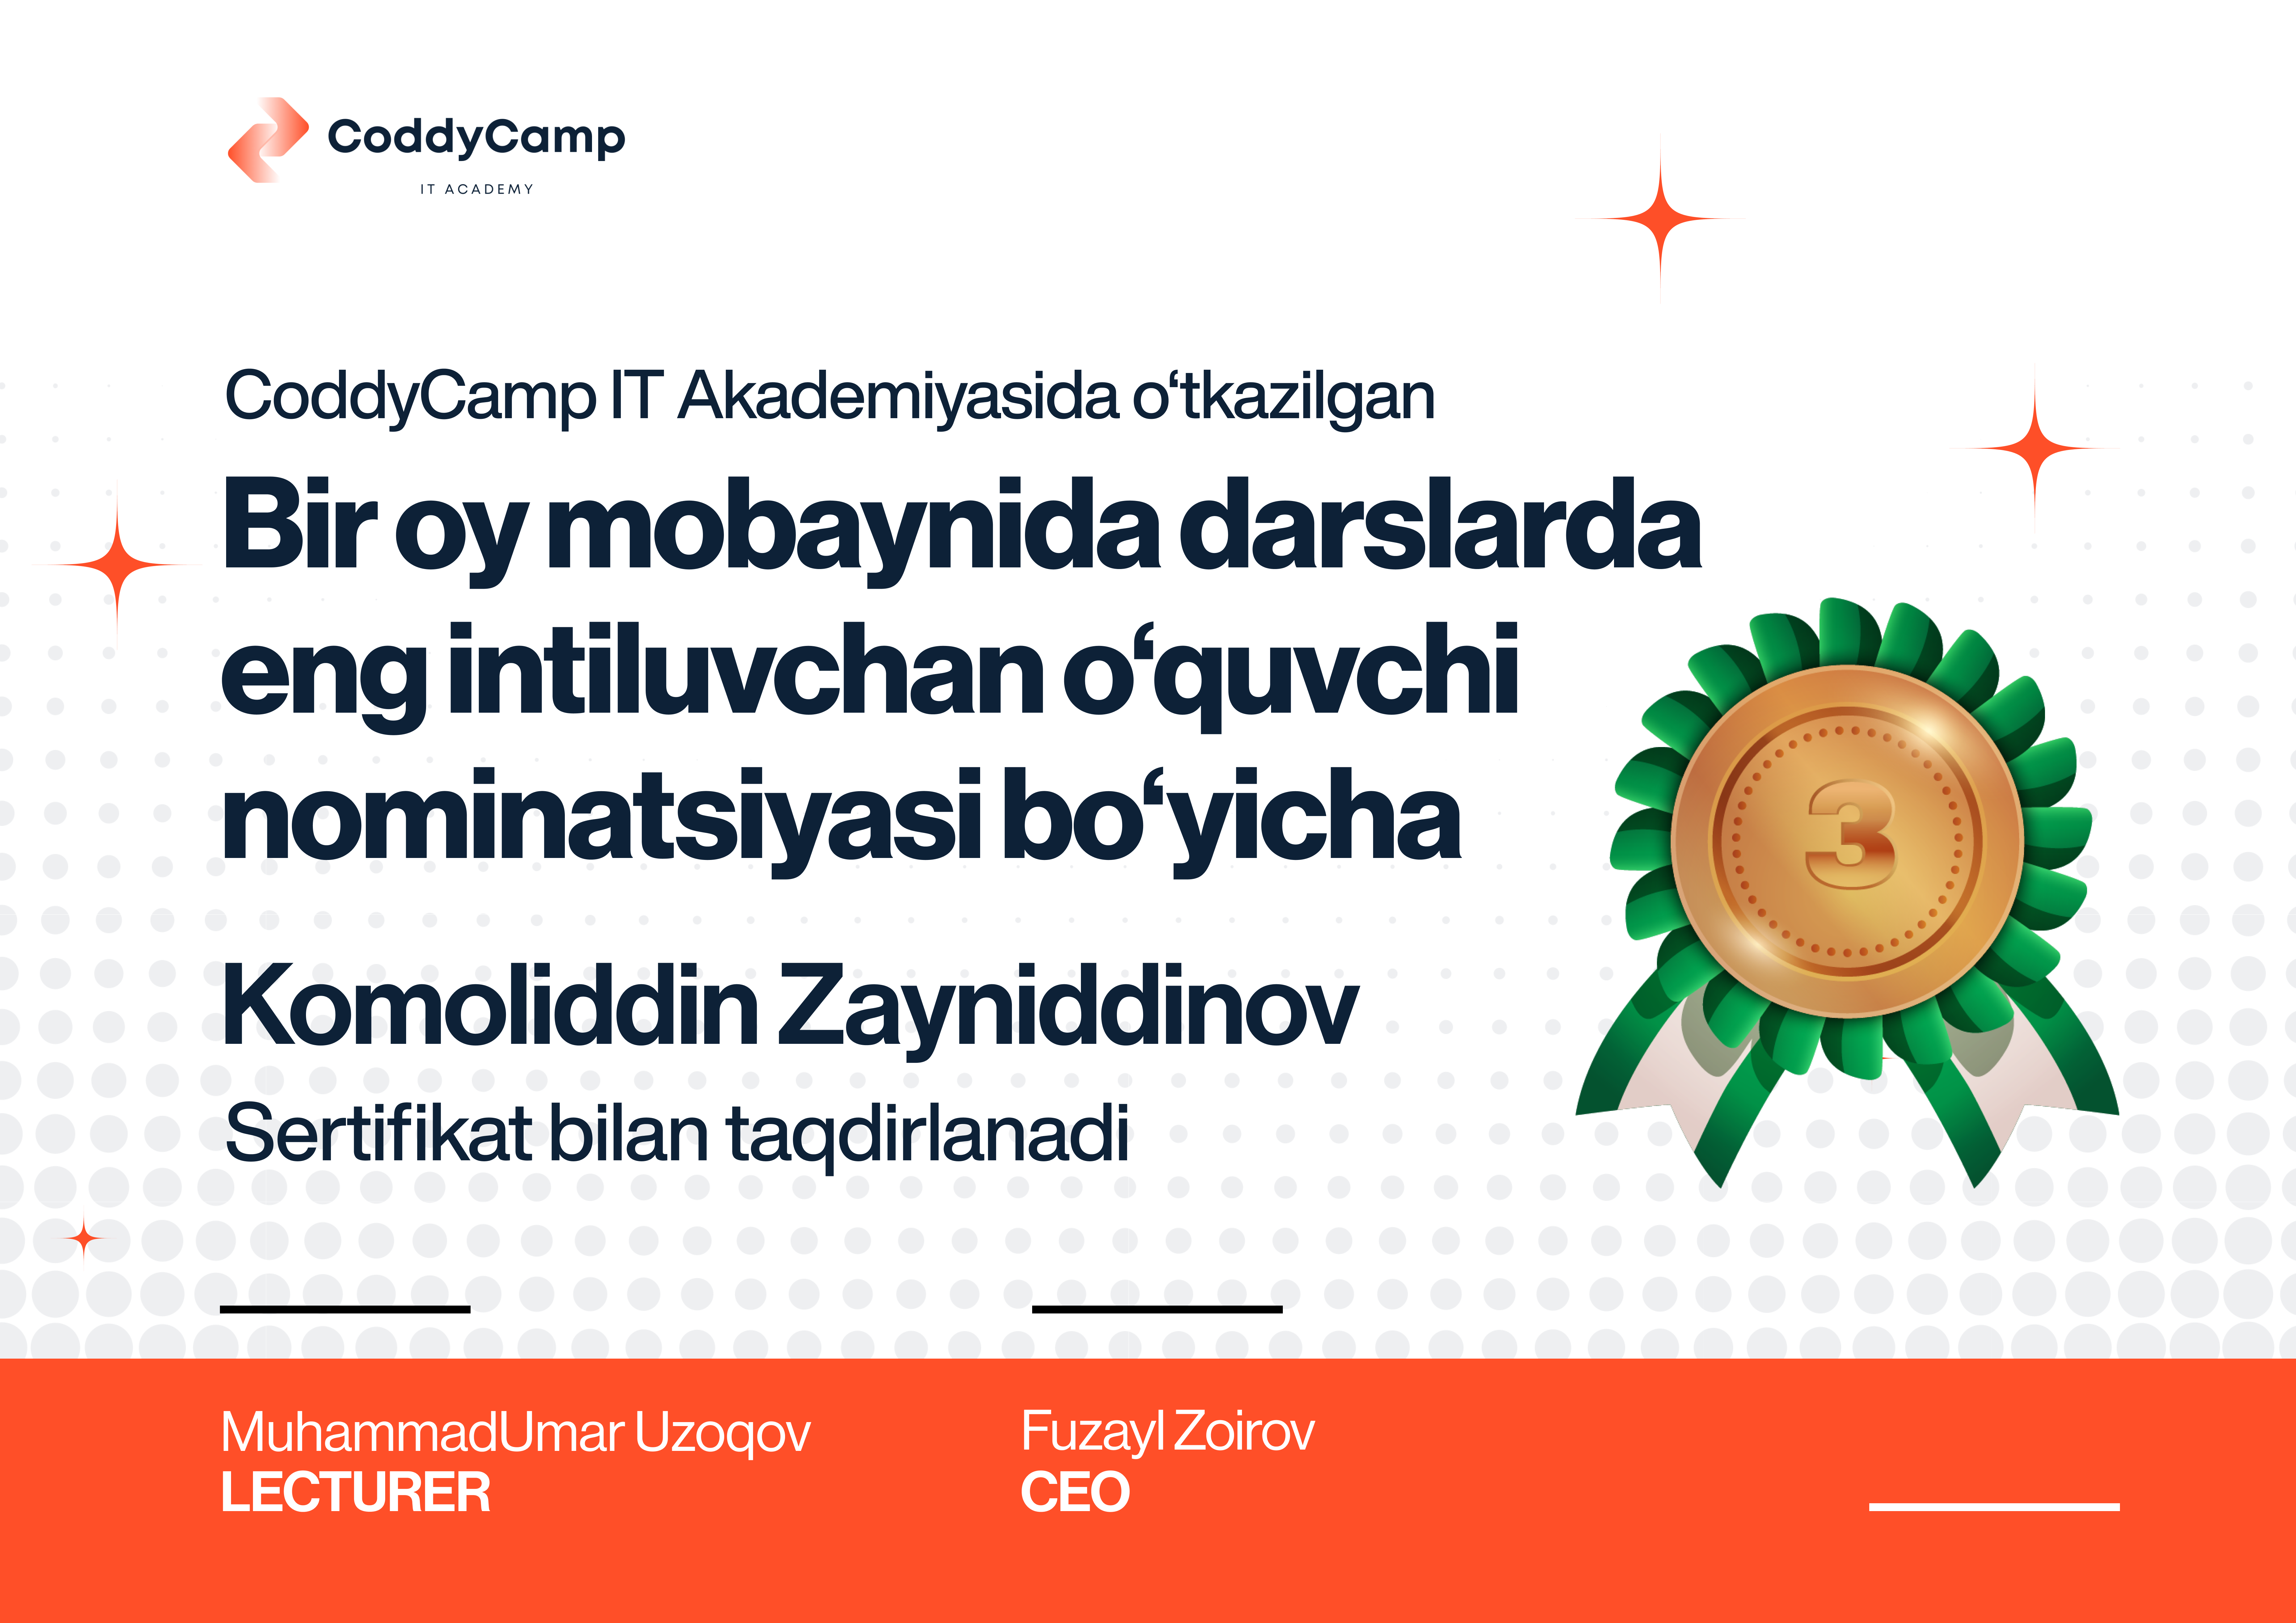 CoddyCamp
IT ACADEMY
CoddyCamp IT Akademiyasida o‘tkazilgan
Bir oy mobaynida darslarda
eng intiluvchan o‘quvchi
nominatsiyasi bo‘yicha
3
Komoliddin Zayniddinov
Sertifikat bilan taqdirlanadi
MuhammadUmar Uzoqov
LECTURER
Fuzayl Zoirov
CEO